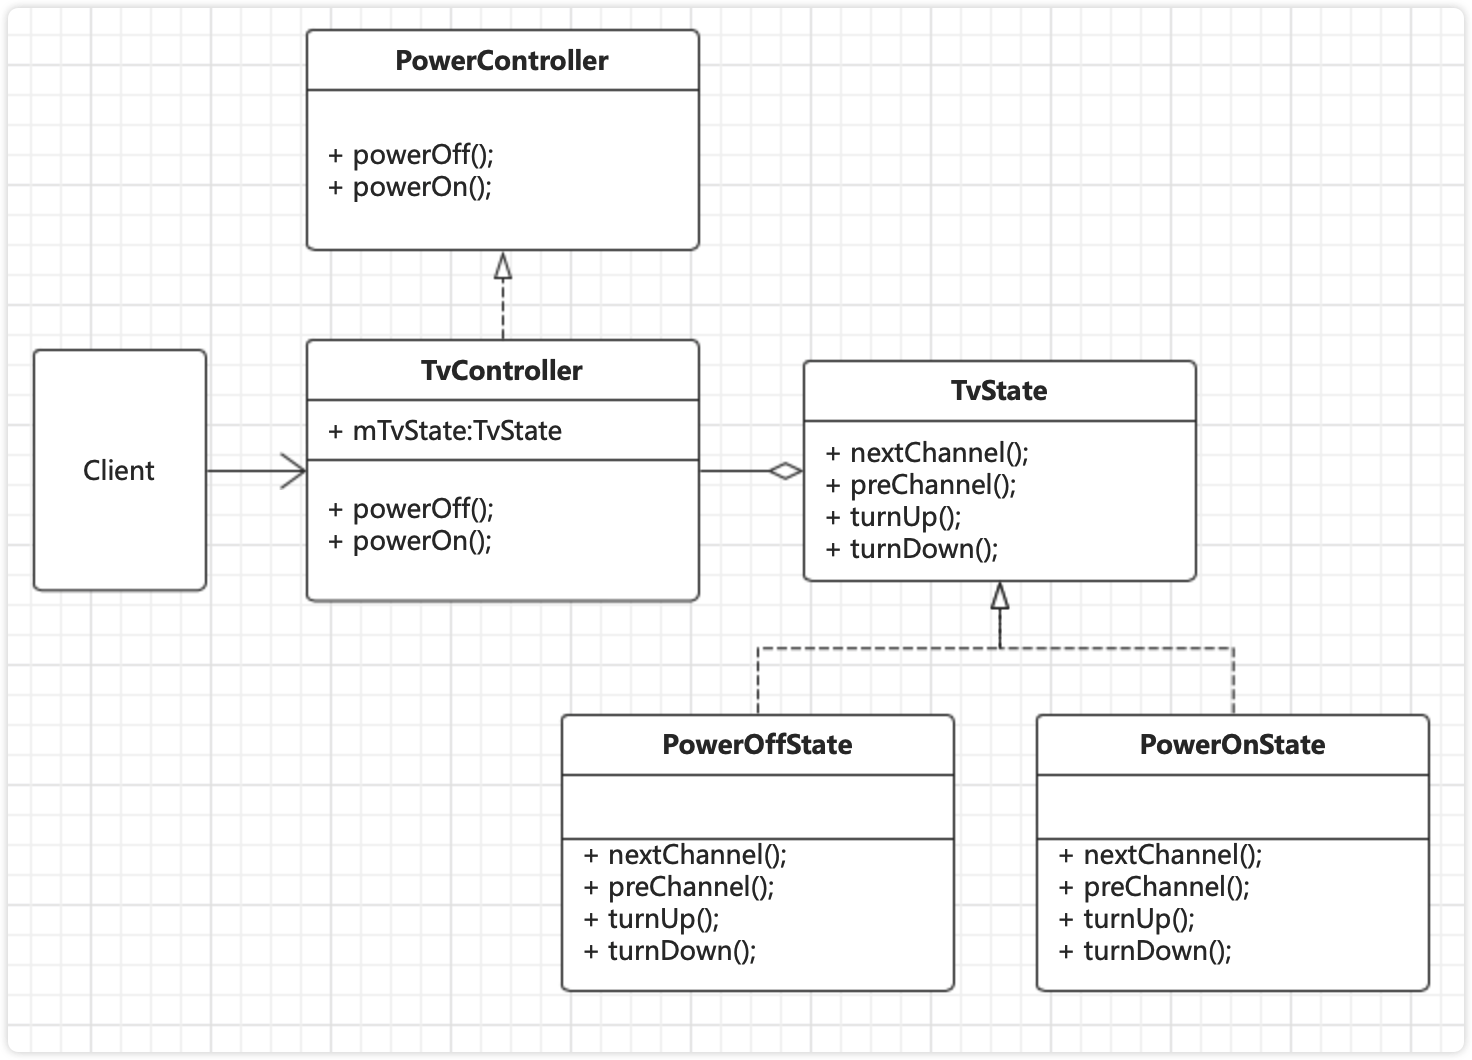 PowerController
+ powerOff();
+ powerOn();
Client
TvController
+ mTvState:TvState
+ powerOff();
+ powerOn();
TvState
+ nextChannel();
+ preChannel();
+ turnUp();
+ turnDown();
PowerOffState
+ nextChannel();
+ preChannel();
+ turnUp();
+ turnDown();
PowerOnState
+ nextChannel();
+ preChannel();
+ turnUp();
+ turnDown();